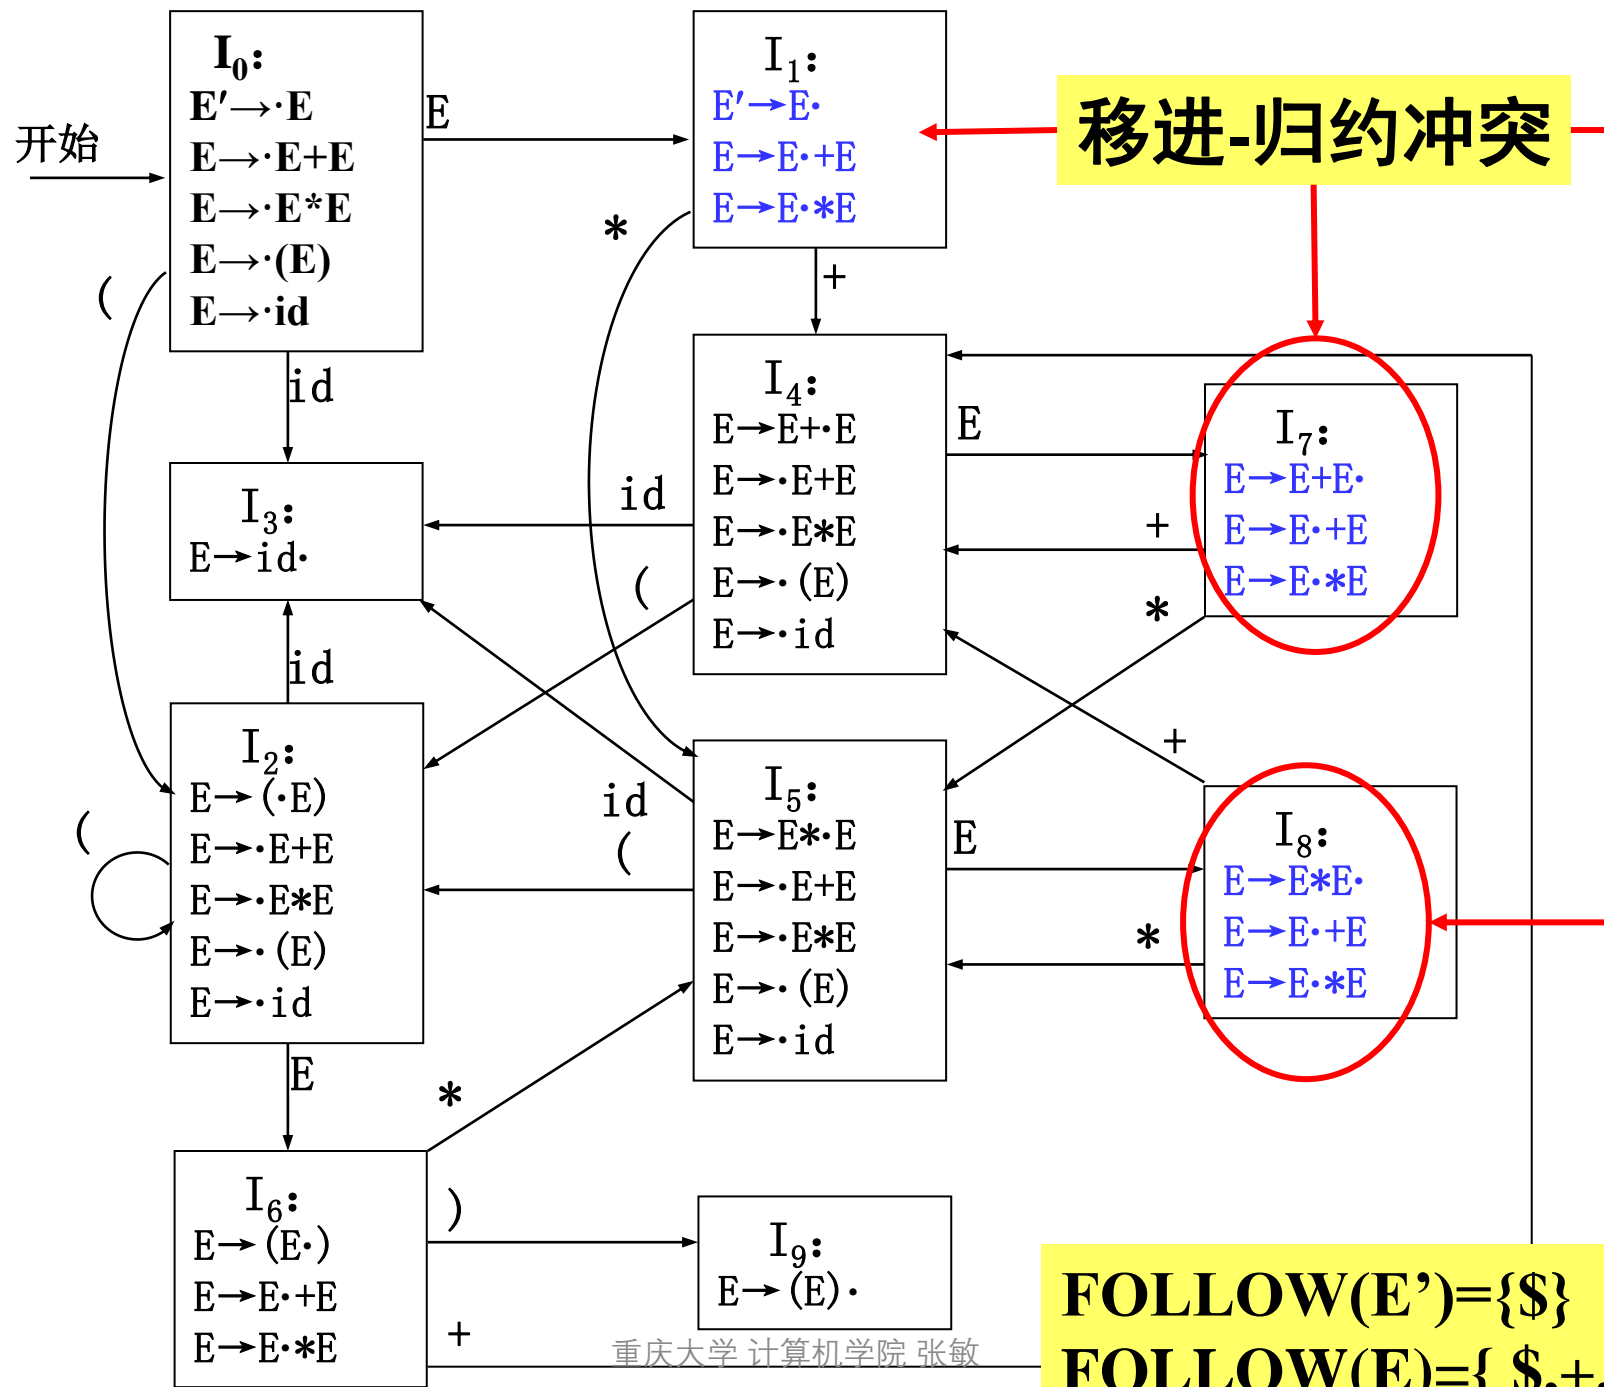 开始
I0:
E′→·E
E→·E+E
E→·E*E
E→·(E)
E→·id
E
(
id
*
I1:
E′→E·
E→E·+E
E→E·*E
移进-归约冲突
+
I3:
E→id·
id
id
(
I4:
E→E+·E
E→·E+E
E→·E*E
E→·(E)
E→·id
E
+
*
I7:
E→E+E·
E→E·+E
E→E·*E
(
I2:
E→(·E)
E→·E+E
E→·E*E
E→·(E)
E→·id
E
id
(
I5:
E→E*·E
E→·E+E
E→·E*E
E→·(E)
E→·id
E
+
*
I8:
E→E*E·
E→E·+E
E→E·*E
*
I6:
E→(E·)
E→E·+E
E→E·*E
)
+
I9:
E→(E)·
重庆大学 计算机学院 张敏
FOLLOW(E’)={$}
FOLLOW(E)={ $,+,